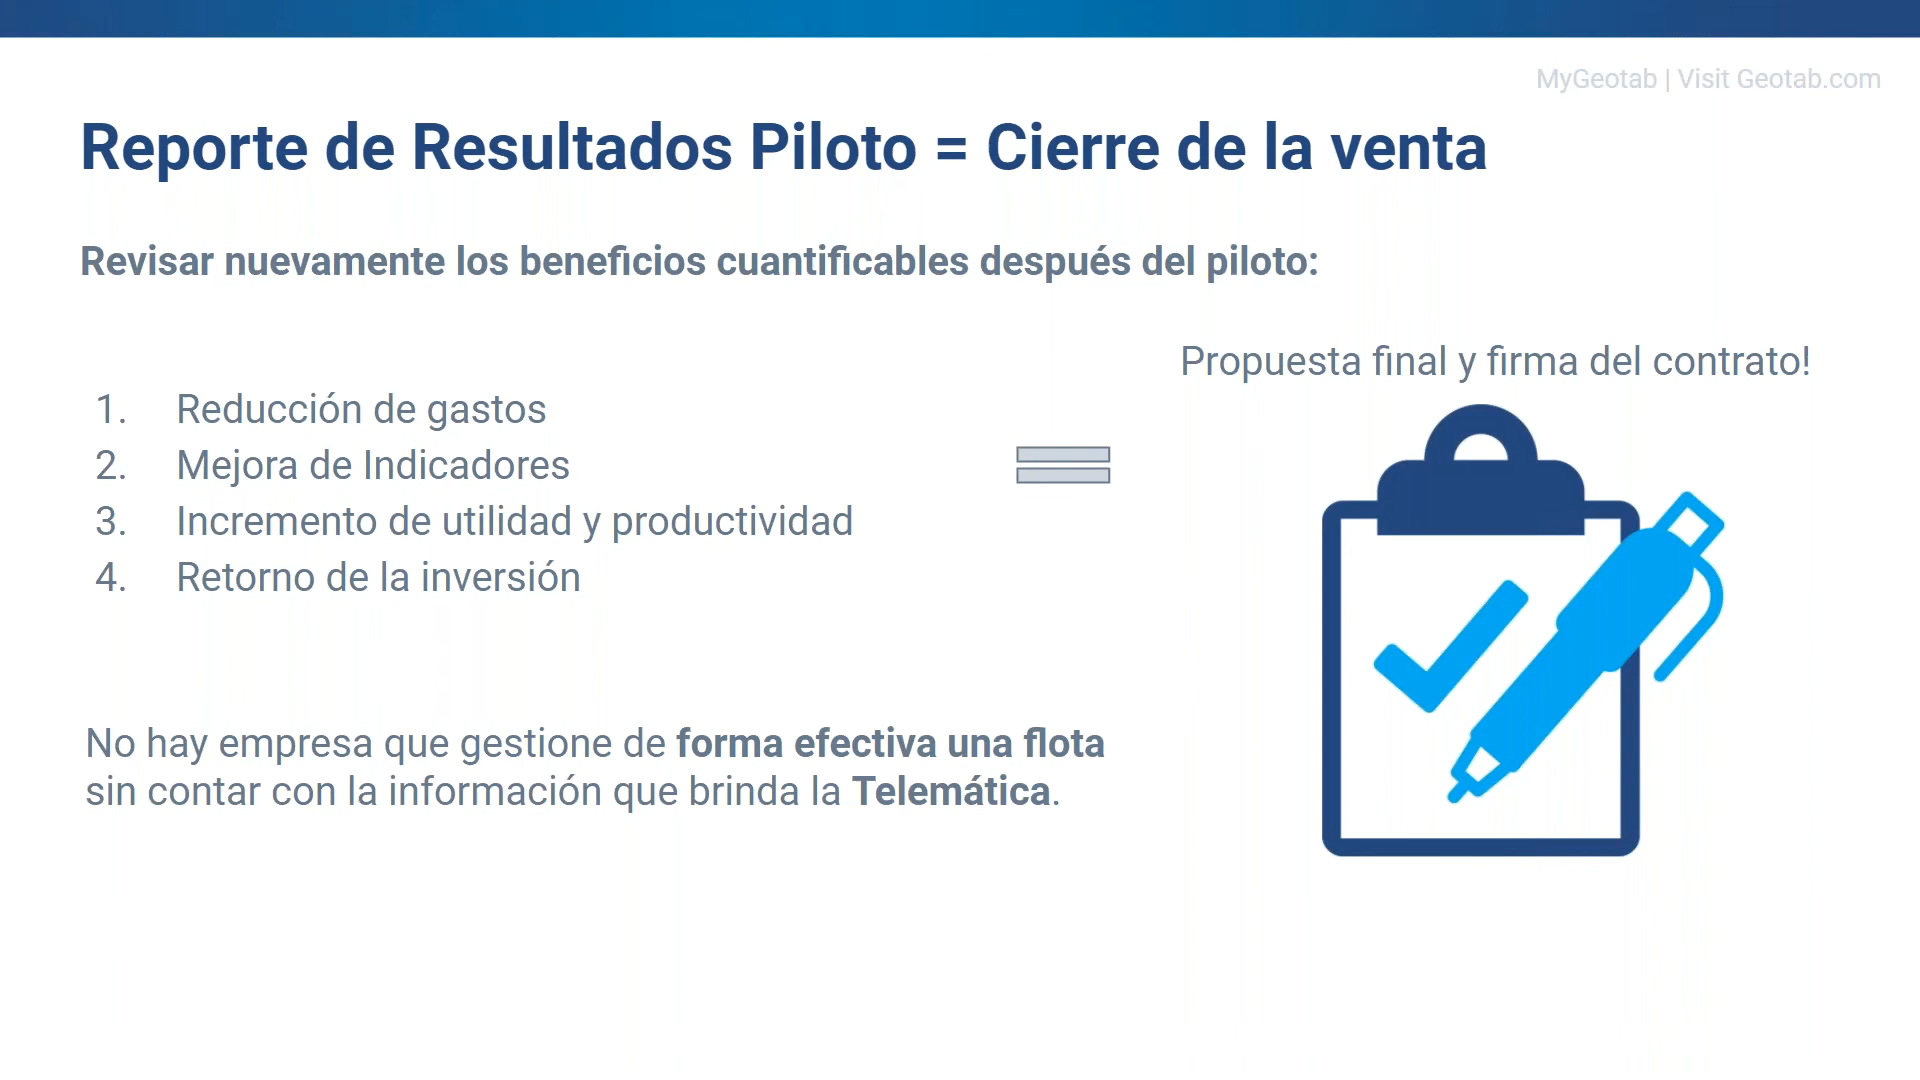 MyGeotab | Visit Geotab.com
Reporte de Resultados Piloto = Cierre de la venta
Revisar nuevamente los beneficios cuantificables después del piloto:
1. Reducción de gastos
2. Mejora de Indicadores
3. Incremento de utilidad y productividad
4. Retorno de la inversión
Propuesta final y firma del contrato!
No hay empresa que gestione de forma efectiva una flota
sin contar con la información que brinda la Telemática.